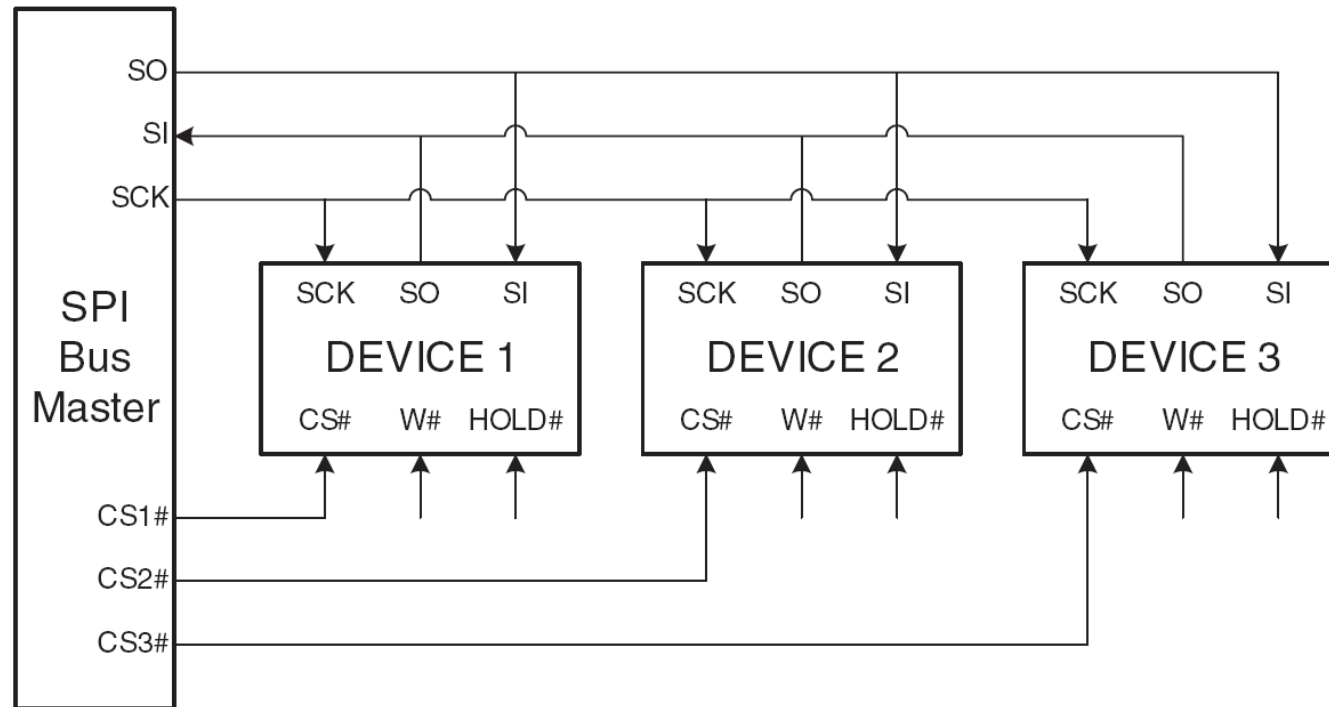 SO
SI
SCK
SPI
Bus
Master
CS1#
CS2#
CS3#
SCK SO SI
DEVICE 1
CS# W# HOLD#
SCK SO SI
DEVICE 2
CS# W# HOLD#
SCK SO SI
DEVICE 3
CS# W# HOLD#